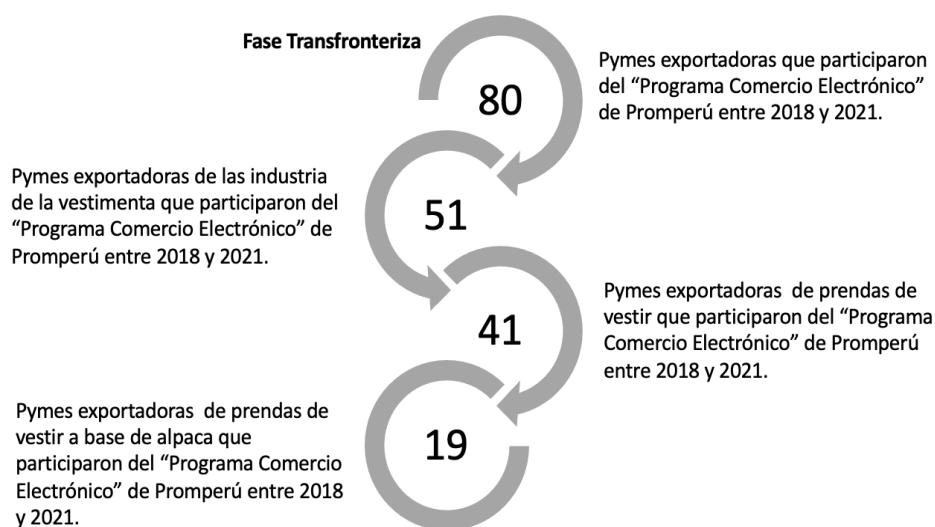 Fase Transfronteriza
80
Pymes exportadoras que participaron
del “Programa Comercio Electrónico”
de Promperú entre 2018 y 2021.
Pymes exportadoras de las industria
de la vestimenta que participaron del
“Programa Comercio Electrónico” de
Promperú entre 2018 y 2021.
51
41
Pymes exportadoras de prendas de
vestir que participaron del “Programa
Comercio Electrónico” de Promperú
entre 2018 y 2021.
Pymes exportadoras de prendas de
vestir a base de alpaca que
participaron del “Programa Comercio
Electrónico” de Promperú entre 2018
y 2021.
19